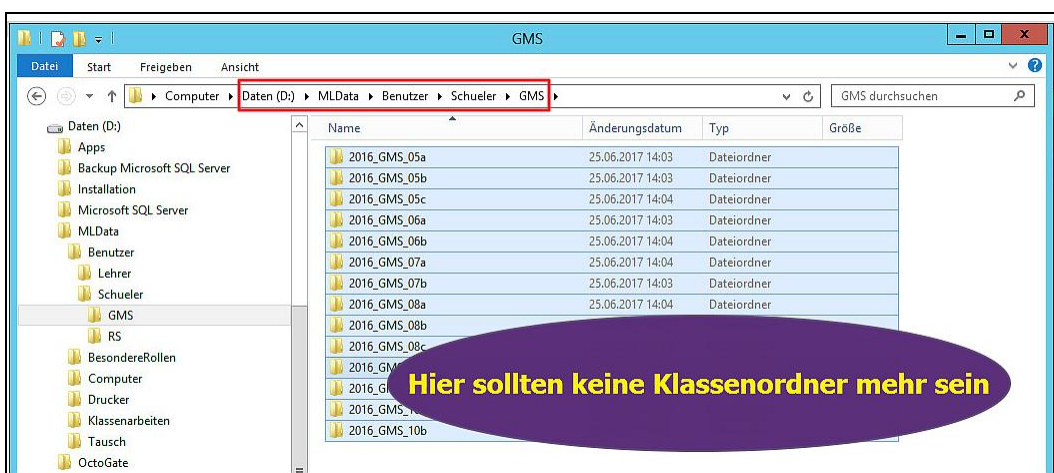 GMS
Datei Start Freigeben Ansicht
Computer Daten (D:) MLData Benutzer Schueler GMS GMS durchsuchen
Daten (D:)
Apps
Backup Microsoft SQL Server
Installation
Microsoft SQL Server
MLData
Benutzer
Lehrer
Schueler
GMS
RS
BesondereRollen
Computer
Drucker
Klassenarbeiten
Tausch
OctoGate
Name Änderungsdatum Typ Größe
2016_GMS_05a 25.06.2017 14:03 Dateiordner
2016_GMS_05b 25.06.2017 14:03 Dateiordner
2016_GMS_05c 25.06.2017 14:04 Dateiordner
2016_GMS_06a 25.06.2017 14:03 Dateiordner
2016_GMS_06b 25.06.2017 14:04 Dateiordner
2016_GMS_07a 25.06.2017 14:04 Dateiordner
2016_GMS_07b 25.06.2017 14:03 Dateiordner
2016_GMS_08a 25.06.2017 14:04 Dateiordner
2016_GMS_08b
2016_GMS_08c
2016_GMS_10b
Hier sollten keine Klassenordner mehr sein